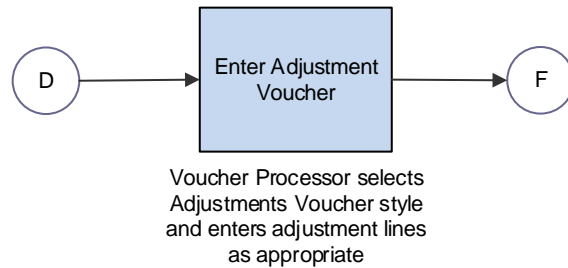 D
Enter Adjustment
Voucher
F
Voucher Processor selects
Adjustments Voucher style
and enters adjustment lines
as appropriate